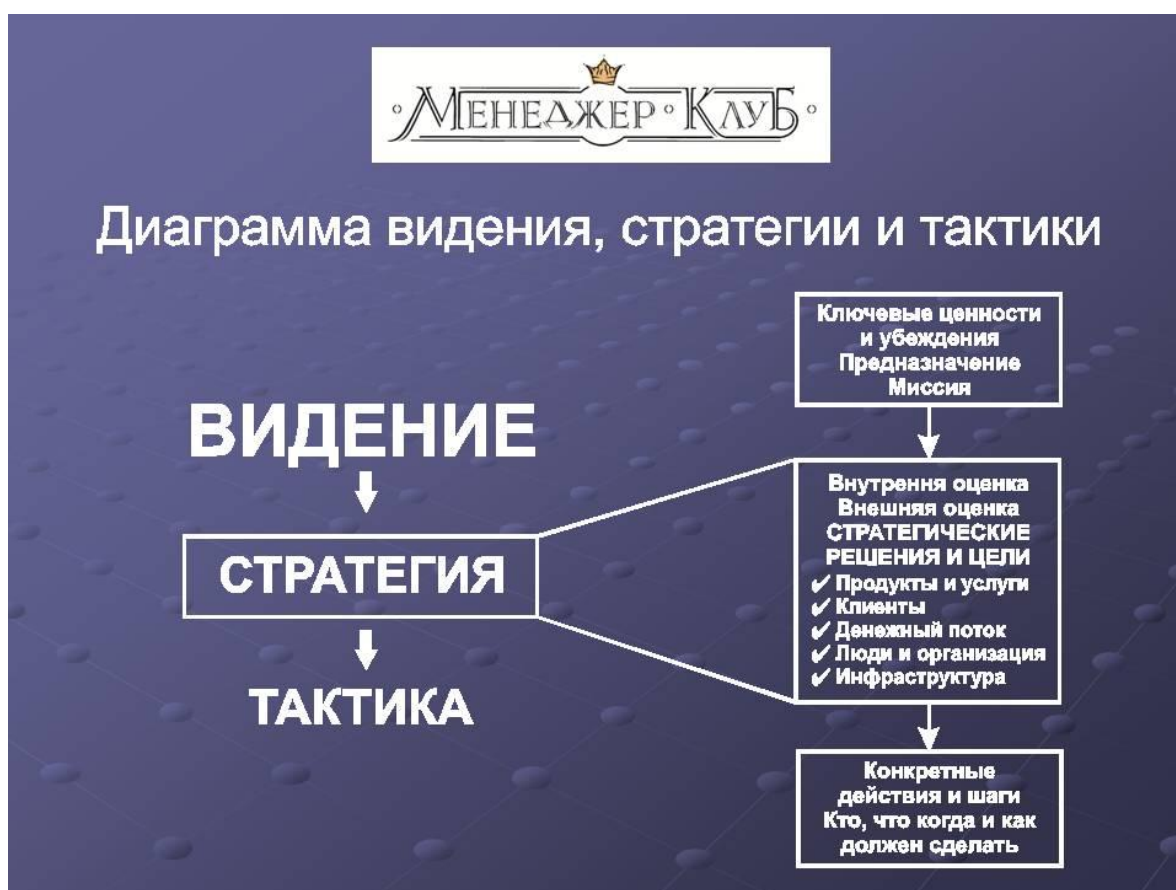 МЕНЕДЖЕР КЛУБ
Диаграмма видения, стратегии и тактики
ВИДЕНИЕ
СТРАТЕГИЯ
ТАКТИКА
Ключевые ценности
и убеждения
Предназначение
Миссия
Внутрення оценка
Внешняя оценка
СТРАТЕГИЧЕСКИЕ
РЕШЕНИЯ И ЦЕЛИ
✔ Продукты и услуги
✔ Клиенты
✔ Денежный поток
✔ Люди и организация
✔ Инфраструктура
Конкретные
действия и шаги
Кто, что когда и как
должен сделать